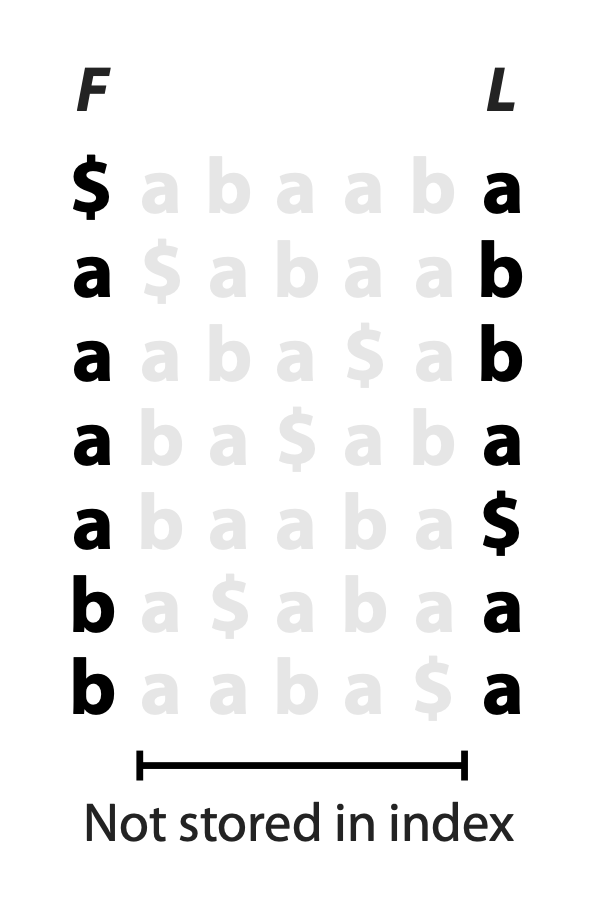 F L
$ a b a a b a
a $ a b a a b
a a b a $ a b
a b a $ a b a
a b a a b a $
b a $ a b a a
b a a b a $ a
Not stored in index